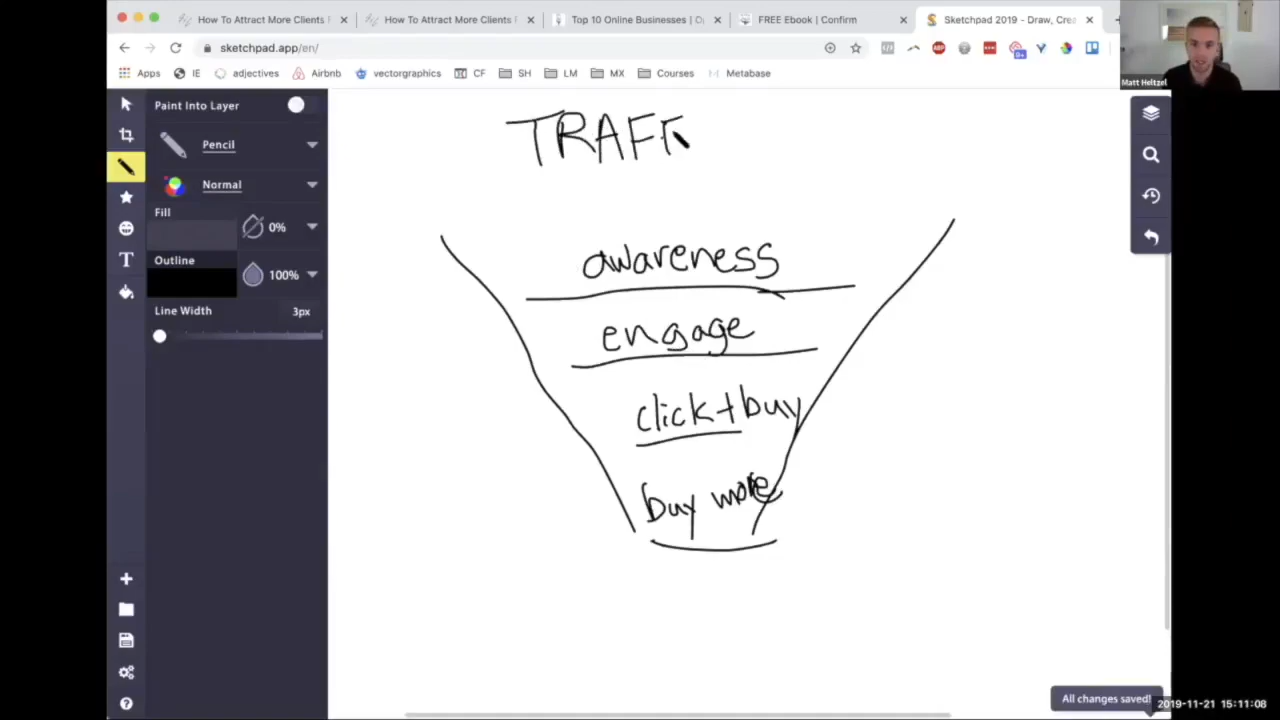 How To Attract More Clients F
How To Attract More Clients F
Top 10 Online Businesses | O
FREE Ebook | Confirm
Sketchpad 2019 - Draw, Crea
sketchpad.app/en/
Apps IE adjectives Airbnb vectorgraphics CF SH LM MX Courses Metabase
Matt Heltzel
Paint Into Layer
Pencil
Normal
Fill
0%
Outline
100%
Line Width 3px
TRAFF
awareness
engage
click+buy
buy more
All changes saved!
2019-11-21 15:11:08